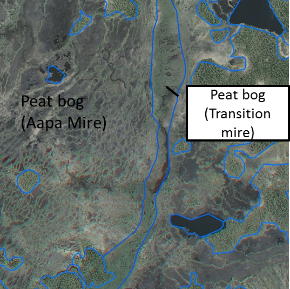 Peat bog
(Aapa Mire)
Peat bog
(Transition
mire)